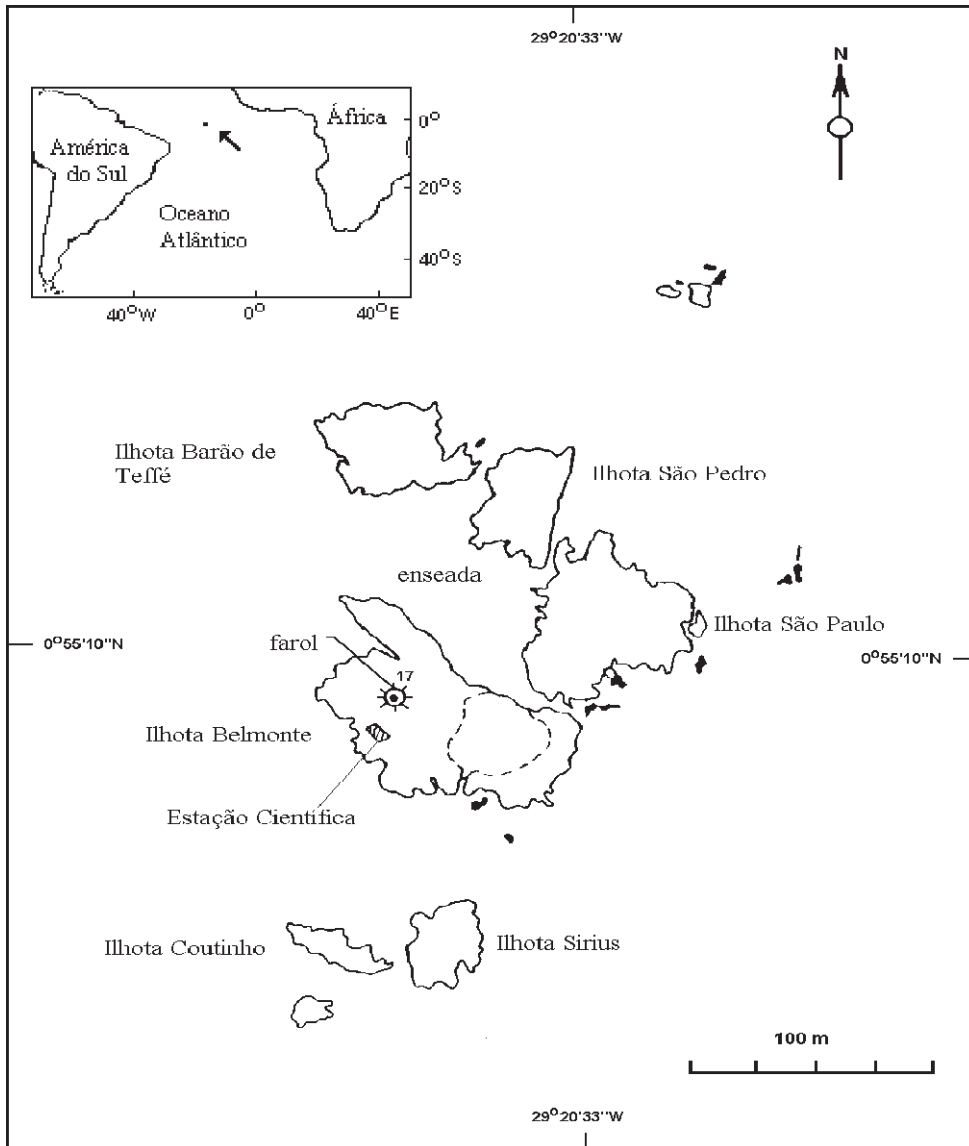 29°20'33"W
N
África
0°
América
do Sul
20°S
Oceano
Atlântico
40°S
40°W
0°
40°E
Ilhota Barão de
Teffé
Ilhota São Pedro
enseada
Ilhota São Paulo
farol
0°55'10"N
0°55'10"N
17
Ilhota Belmonte
Estação Científica
Ilhota Coutinho
Ilhota Sirius
100 m
29°20'33"W